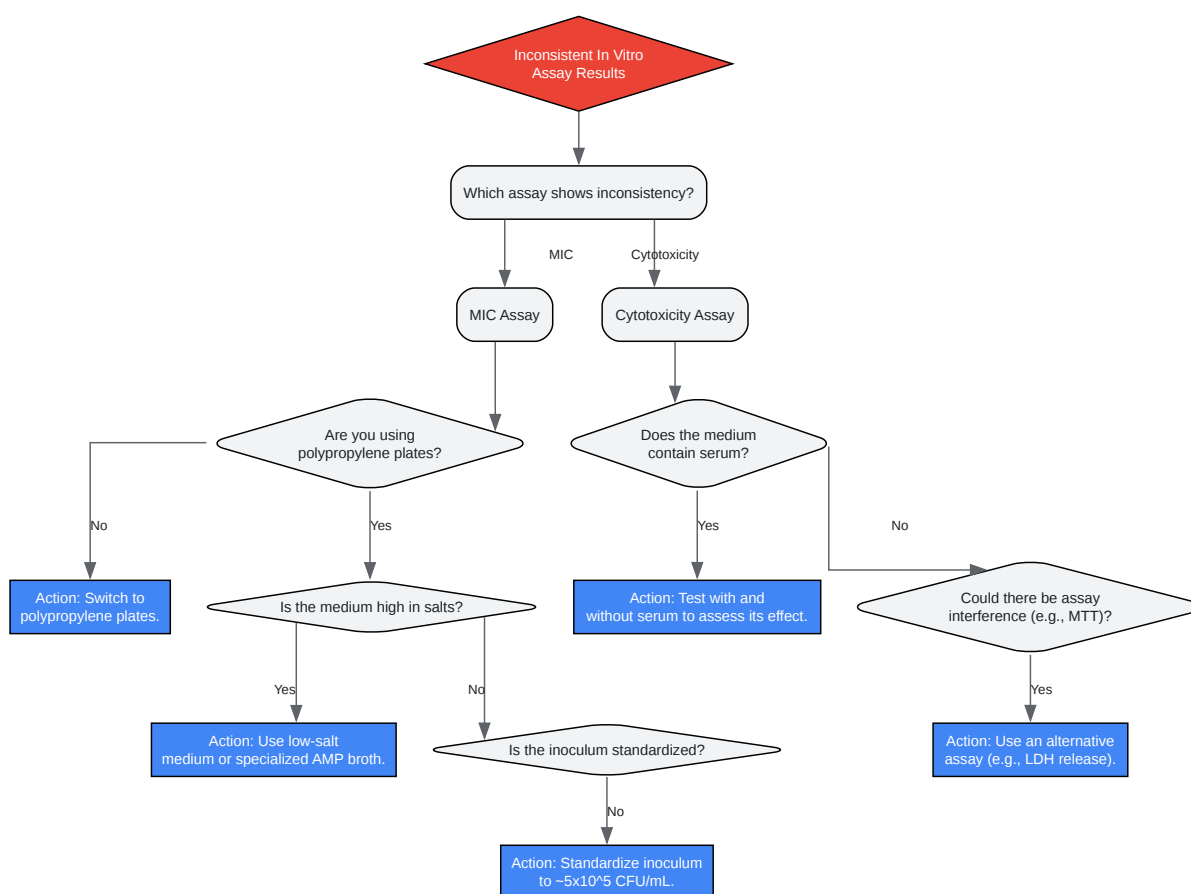 Inconsistent In Vitro
Assay Results
Which assay shows inconsistency?
MIC
Cytotoxicity
MIC Assay
Cytotoxicity Assay
Are you using
polypropylene plates?
Does the medium
contain serum?
No
Yes
Yes
No
Action: Switch to
polypropylene plates.
Is the medium high in salts?
Action: Test with and
without serum to assess its effect.
Could there be assay
interference (e.g., MTT)?
Yes
No
Yes
Action: Use low-salt
medium or specialized AMP broth.
Is the inoculum standardized?
Action: Use an alternative
assay (e.g., LDH release).
No
Action: Standardize inoculum
to ~5x10^5 CFU/mL.